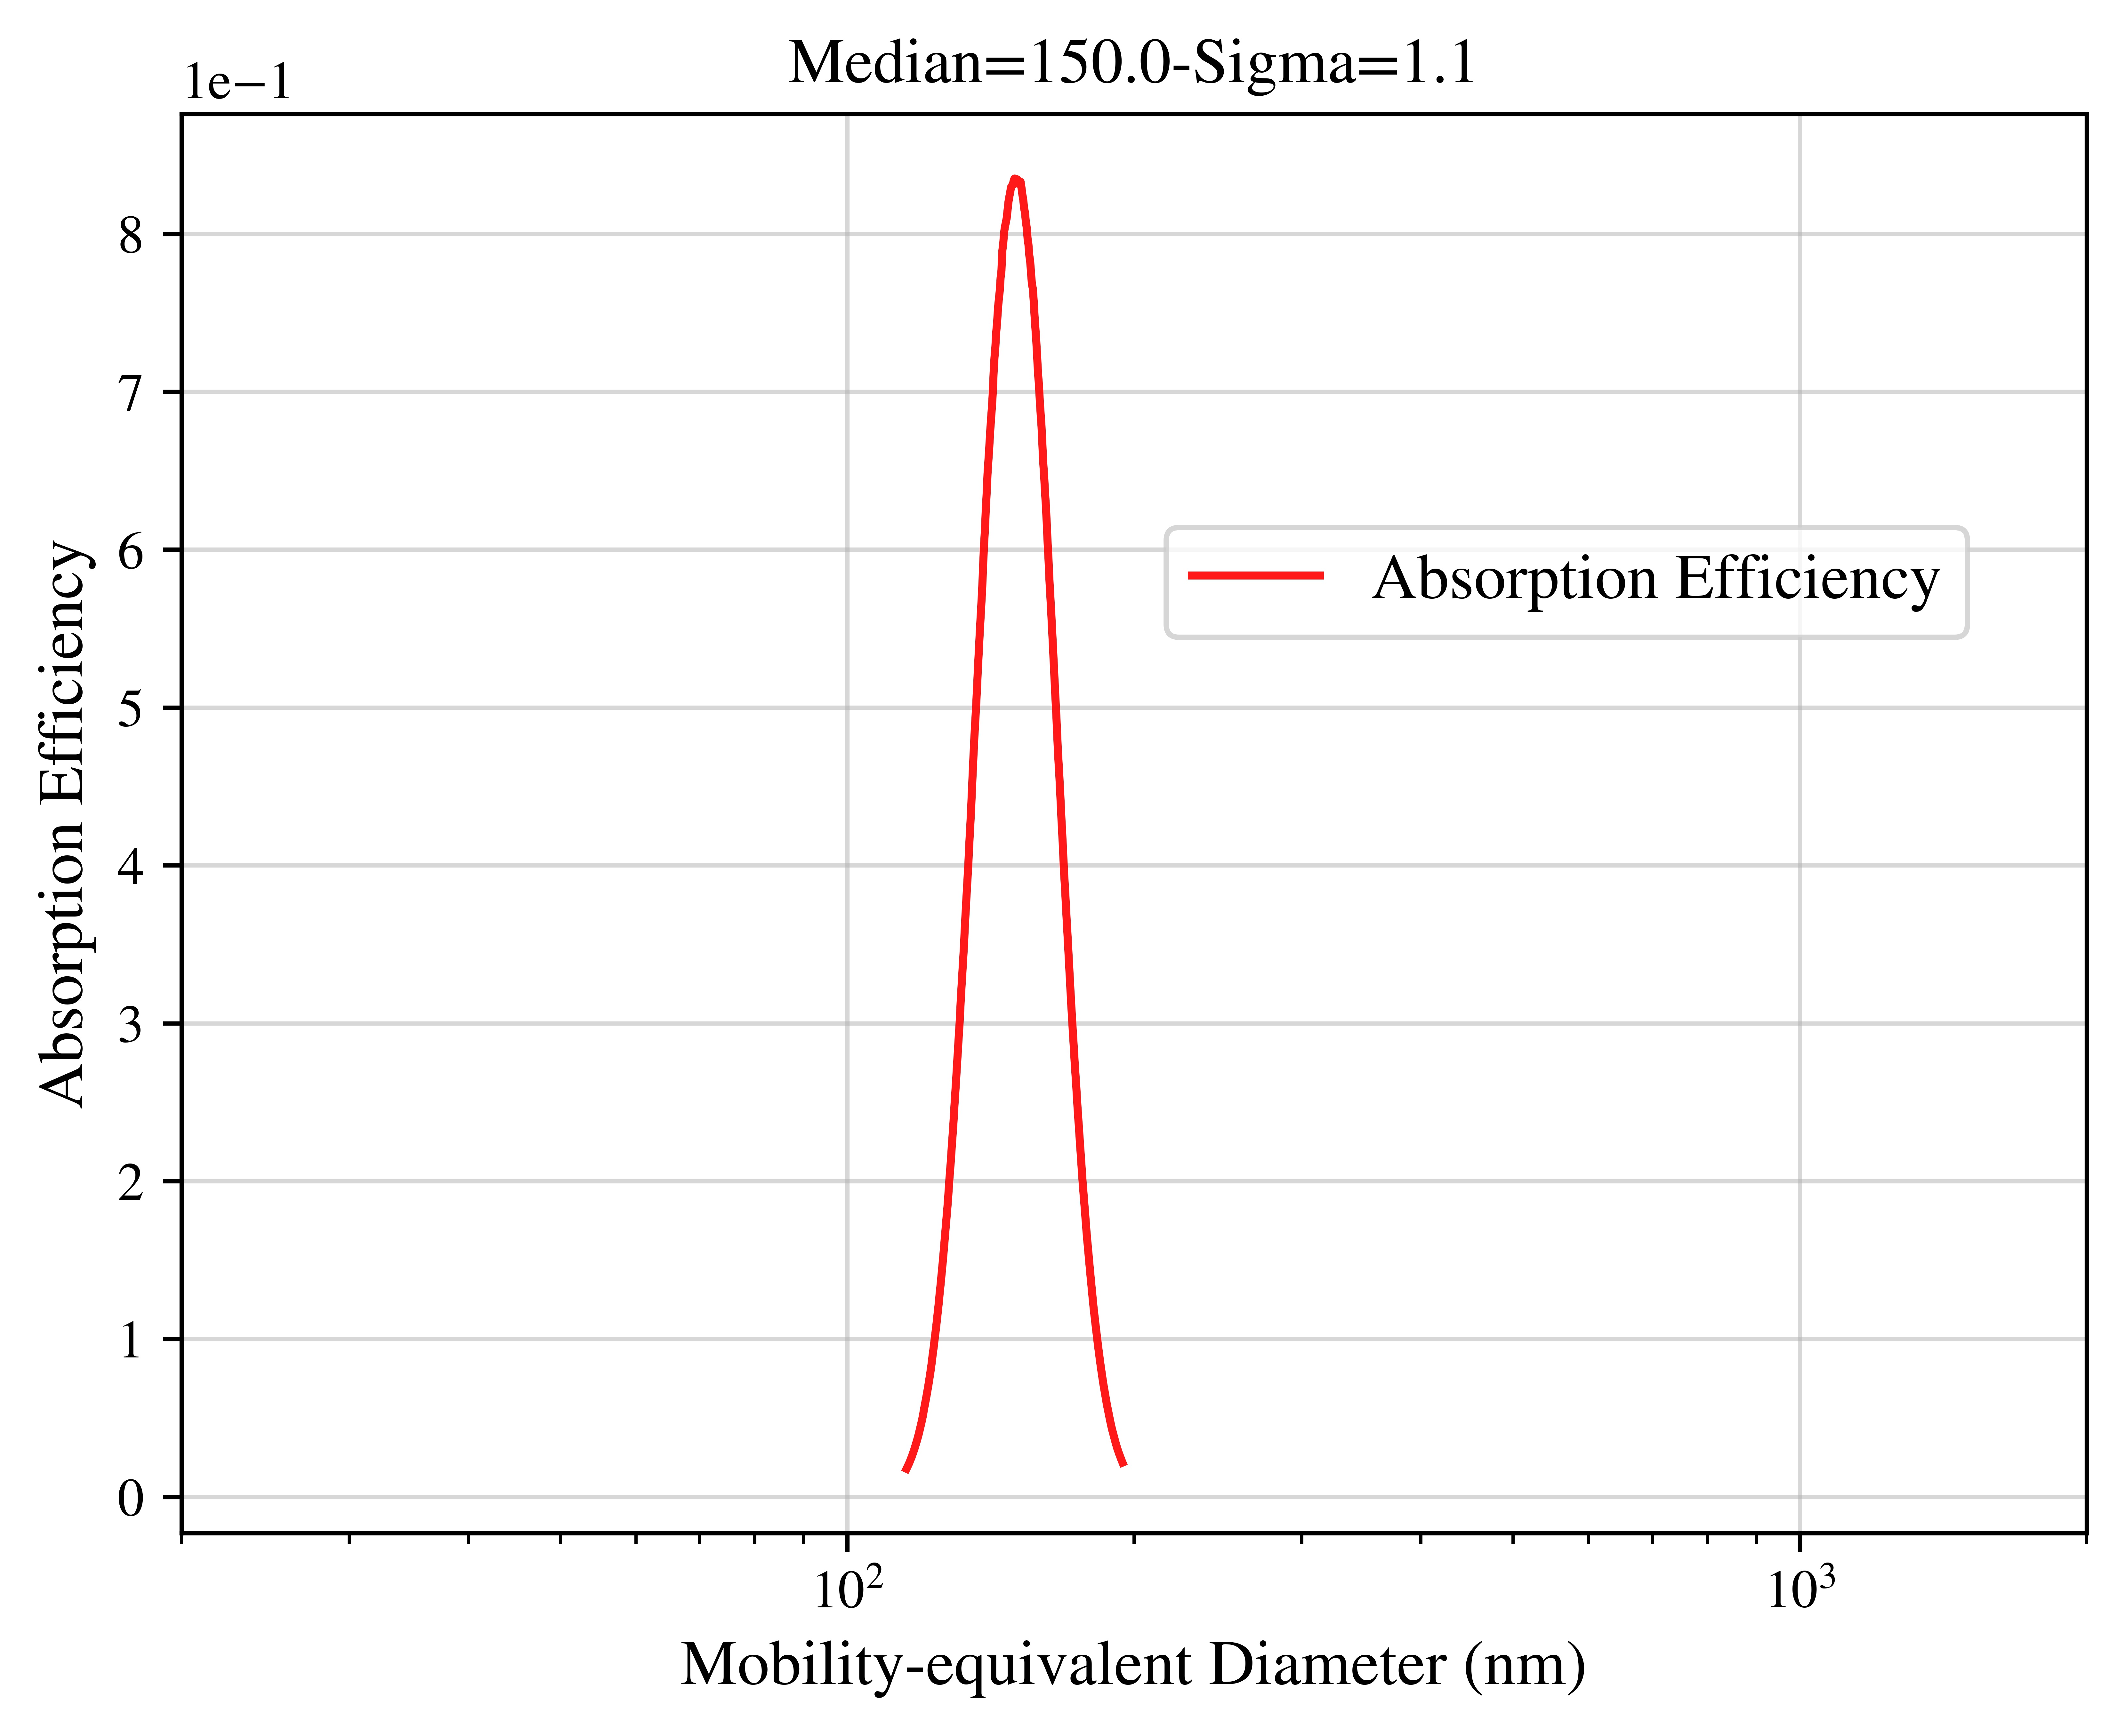 Median=150.0-Sigma=1.1
1e−1
8
7
6
5
4
3
2
1
0
Absorption Efficiency
Absorption Efficiency
10²
10³
Mobility-equivalent Diameter (nm)